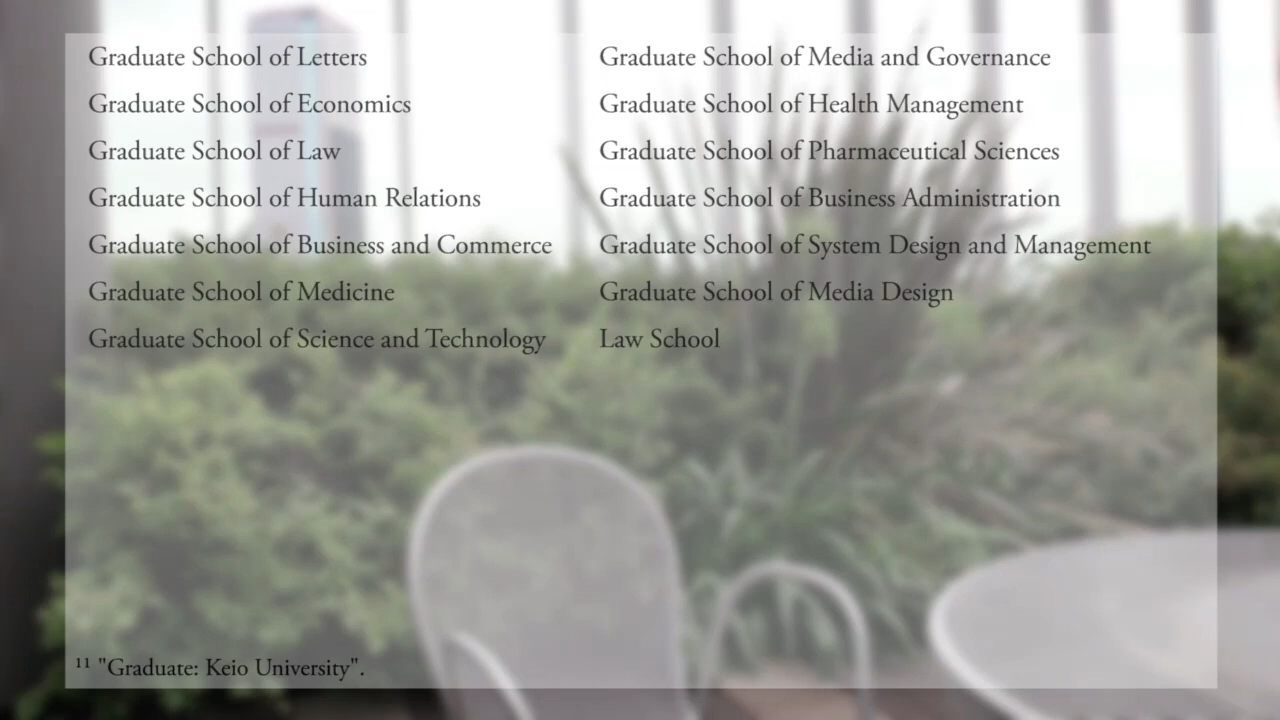 Graduate School of Letters
Graduate School of Economics
Graduate School of Law
Graduate School of Human Relations
Graduate School of Business and Commerce
Graduate School of Medicine
Graduate School of Science and Technology
Graduate School of Media and Governance
Graduate School of Health Management
Graduate School of Pharmaceutical Sciences
Graduate School of Business Administration
Graduate School of System Design and Management
Graduate School of Media Design
Law School
¹¹ "Graduate: Keio University".